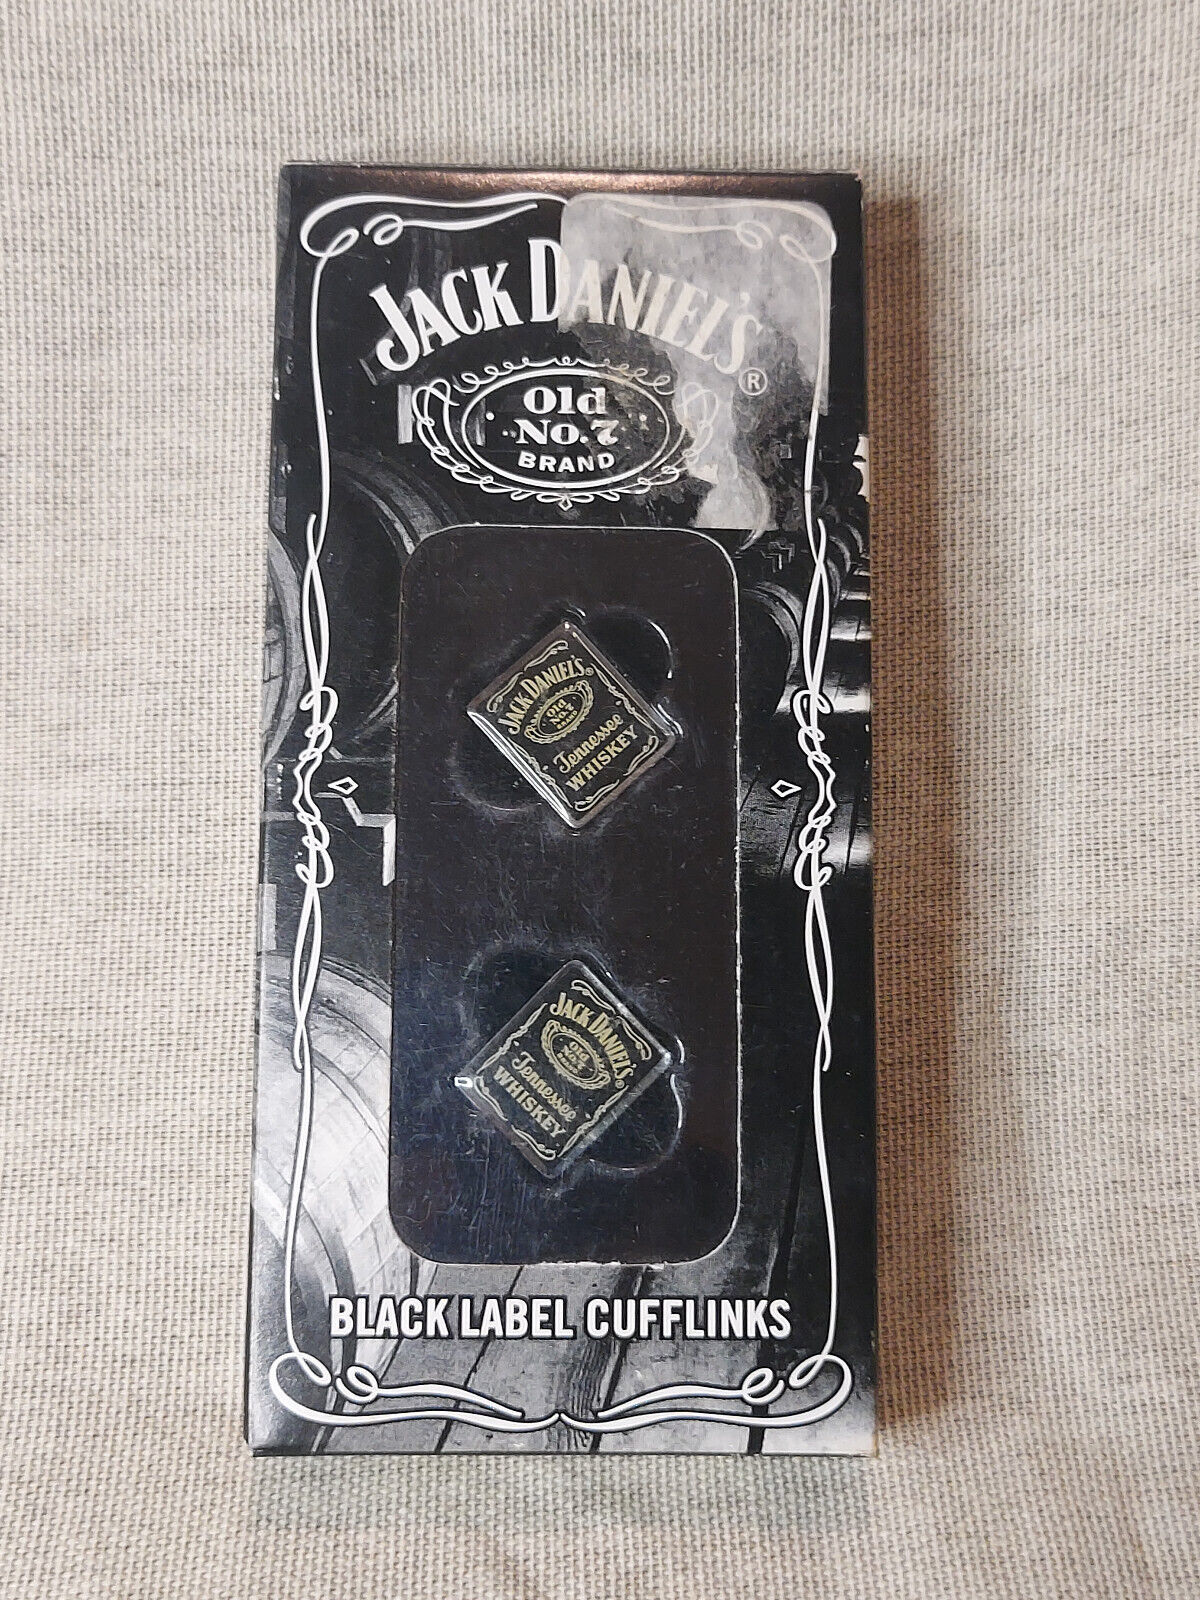 JACK DANIEL'S®
Old
No. 7
BRAND
JACK DANIEL'S®
Old
No. 7
BRAND
Tennessee
WHISKEY
JACK DANIEL'S®
Old
No. 7
BRAND
Tennessee
WHISKEY
BLACK LABEL CUFFLINKS